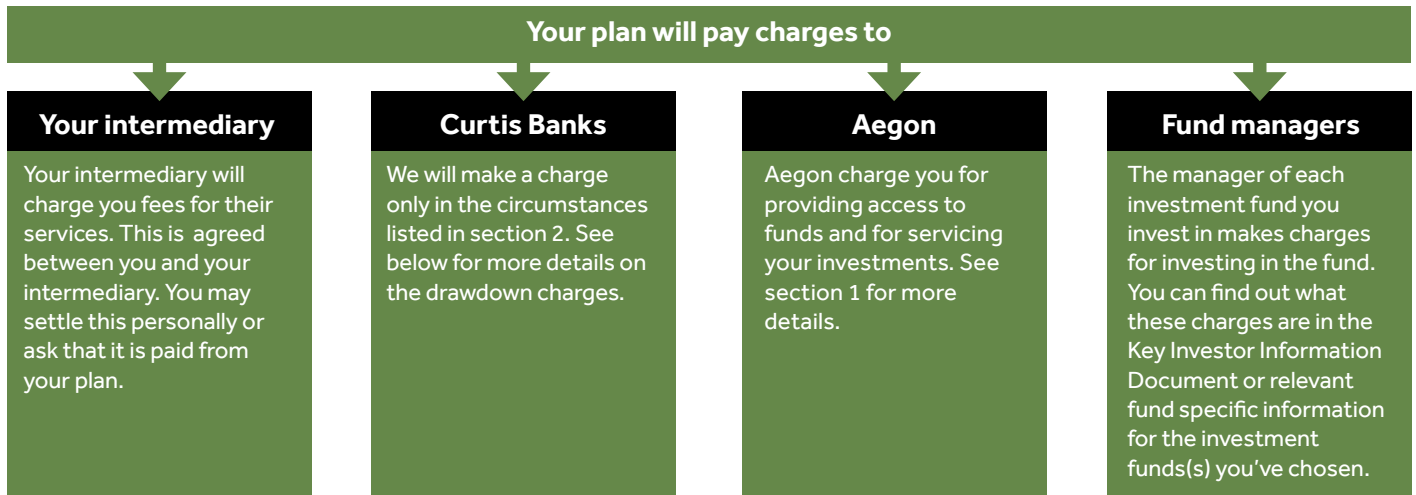 Your plan will pay charges to
Your intermediary
Your intermediary will
charge you fees for their
services. This is  agreed
between you and your
intermediary. You may
settle this personally or
ask that it is paid from
your plan.
Curtis Banks
We will make a charge
only in the circumstances
listed in section 2. See
below for more details on
the drawdown charges.
Aegon
Aegon charge you for
providing access to
funds and for servicing
your investments. See
section 1 for more
details.
Fund managers
The manager of each
investment fund you
invest in makes charges
for investing in the fund.
You can find out what
these charges are in the
Key Investor Information
Document or relevant
fund specific information
for the investment
funds(s) you've chosen.